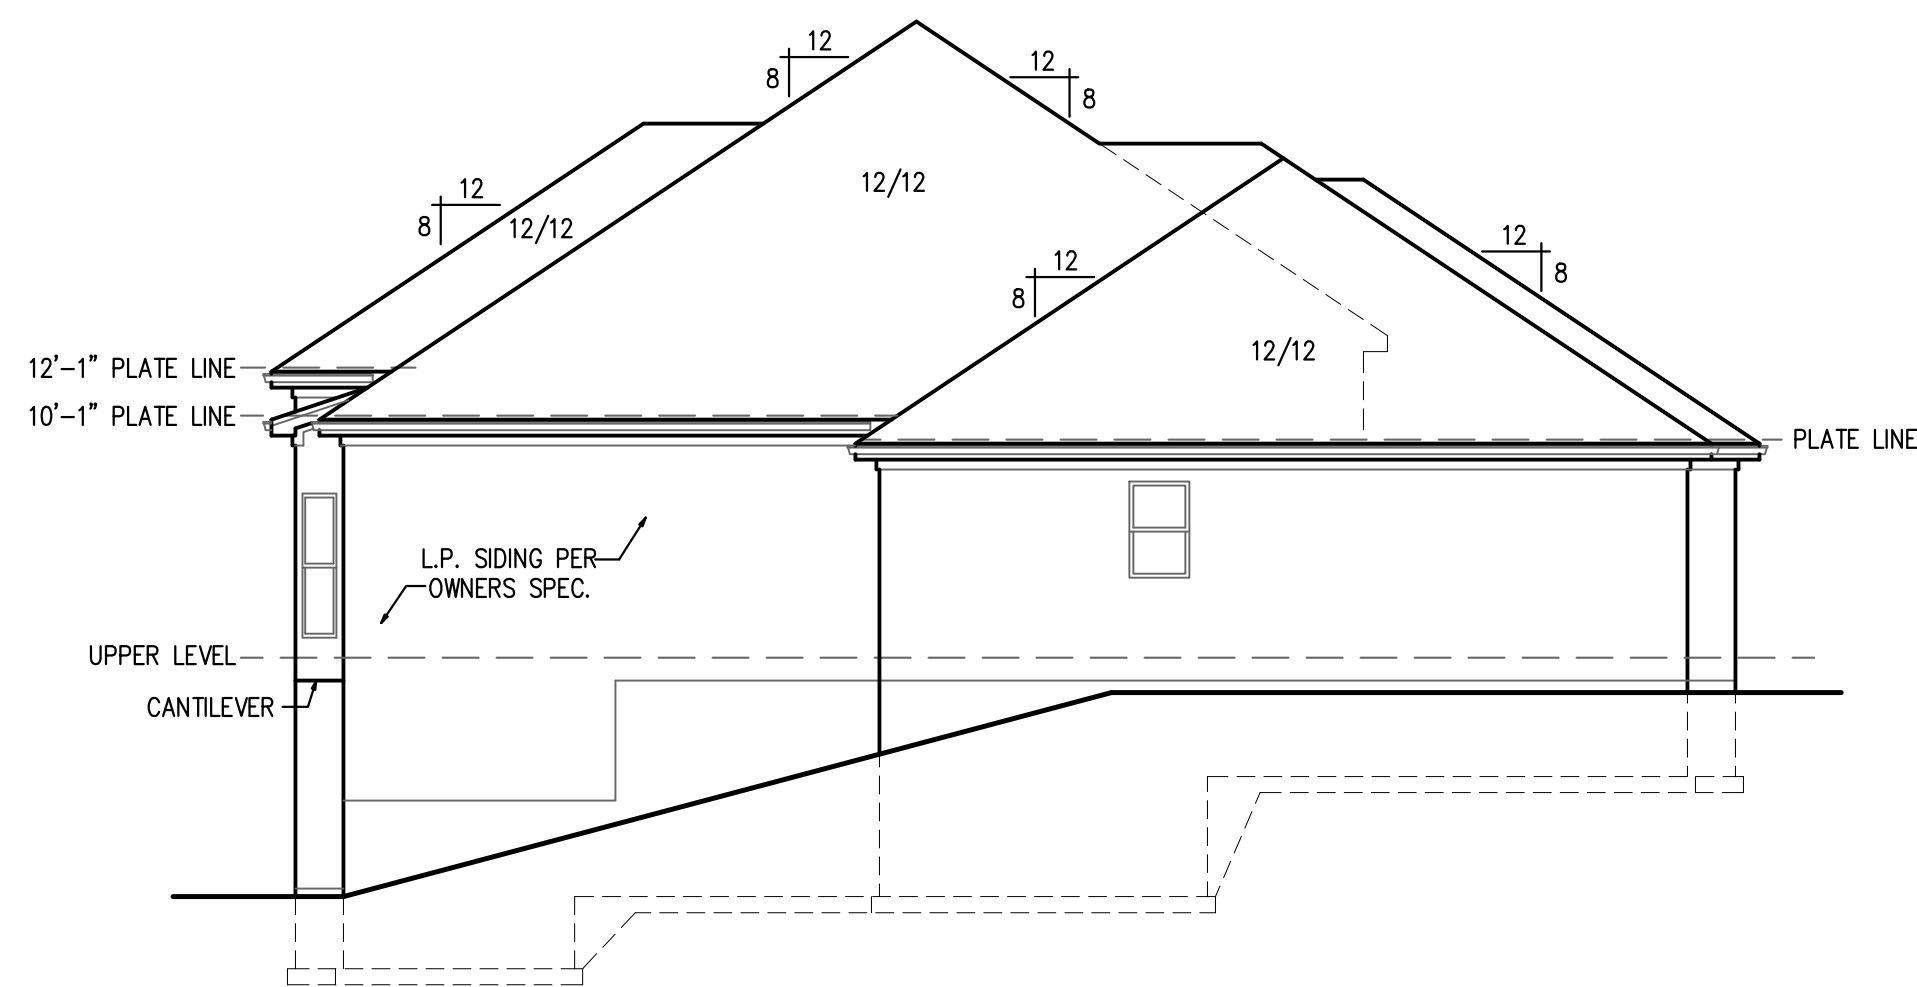 12
8
12
8
12
8
12/12
12/12
12
8
12
8
12/12
12'-1" PLATE LINE
10'-1" PLATE LINE
PLATE LINE
L.P. SIDING PER
OWNERS SPEC.
UPPER LEVEL
CANTILEVER